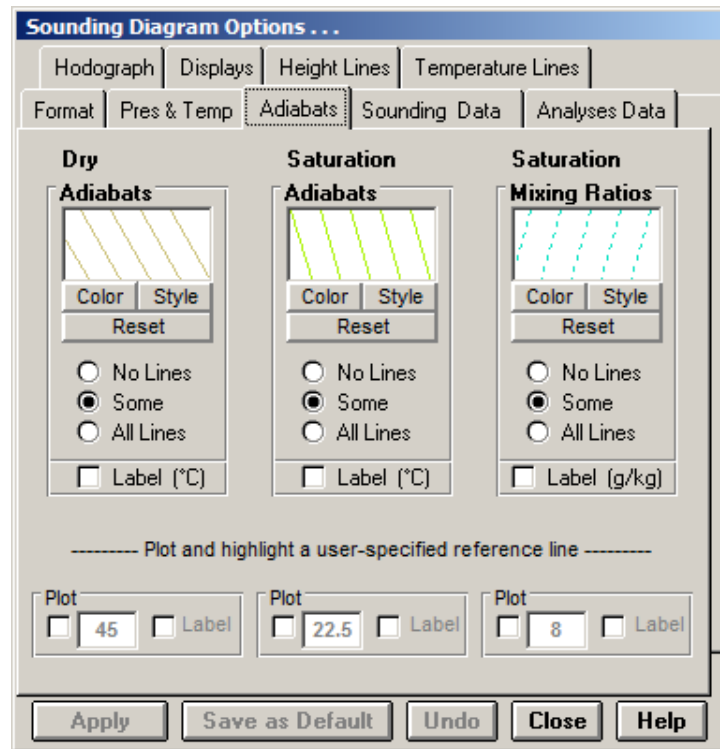 Sounding Diagram Options . . .
Hodograph Displays Height Lines Temperature Lines
Format Pres & Temp Adiabats Sounding Data Analyses Data
Dry Saturation Saturation
Adiabats Adiabats Mixing Ratios
Color Style Color Style Color Style
Reset Reset Reset
No Lines No Lines No Lines
Some Some Some
All Lines All Lines All Lines
Label (°C) Label (°C) Label (g/kg)
--------- Plot and highlight a user-specified reference line ---------
Plot Plot Plot
45 Label 22.5 Label 8 Label
Apply Save as Default Undo Close Help